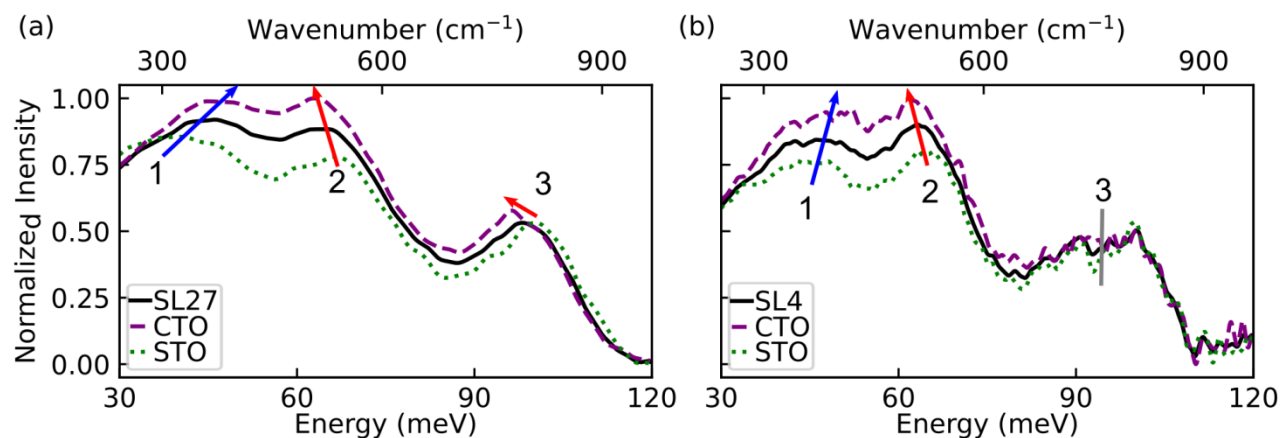 (a)
Wavenumber (cm⁻¹)
300 600 900
Normalized Inensity
1.00
0.75
0.50
0.25
0.00
1
2
3
SL27
CTO
STO
30 60 90 120
Energy (meV)
(b)
Wavenumber (cm⁻¹)
300 600 900
1
2
3
SL4
CTO
STO
30 60 90 120
Energy (meV)